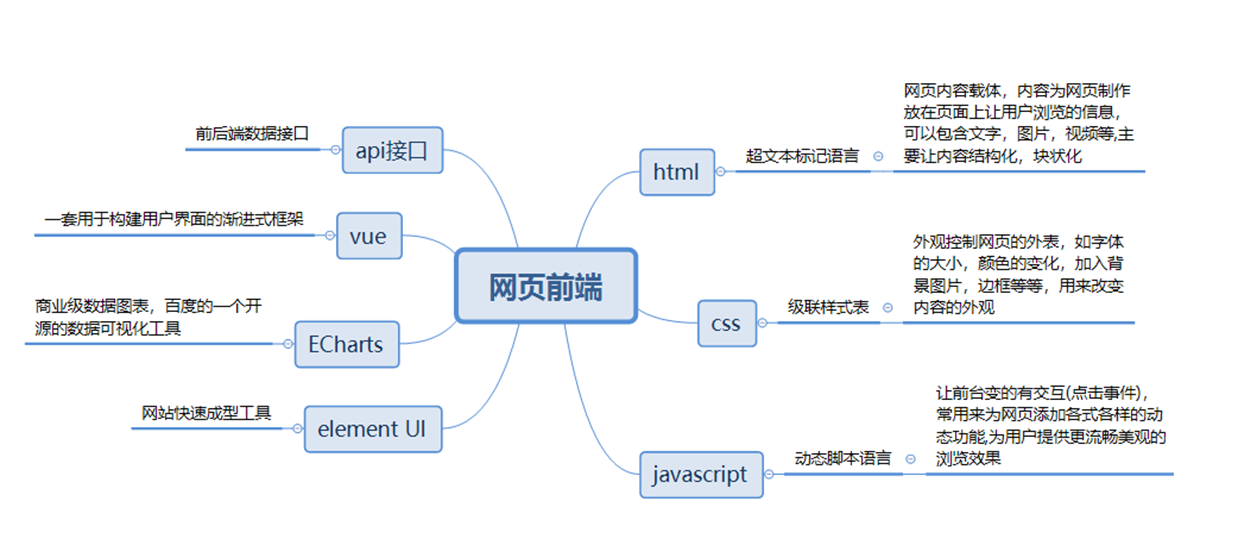 网页前端
html
超文本标记语言
网页内容载体，内容为网页制作
放在页面上让用户浏览的信息，
可以包含文字，图片，视频等,主
要让内容结构化，块状化
css
级联样式表
外观控制网页的外表，如字体
的大小，颜色的变化，加入背
景图片，边框等等，用来改变
内容的外观
javascript
动态脚本语言
让前台变的有交互(点击事件)，
常用来为网页添加各式各样的动
态功能,为用户提供更流畅美观的
浏览效果
api接口
前后端数据接口
vue
一套用于构建用户界面的渐进式框架
ECharts
商业级数据图表，百度的一个开
源的数据可视化工具
element UI
网站快速成型工具